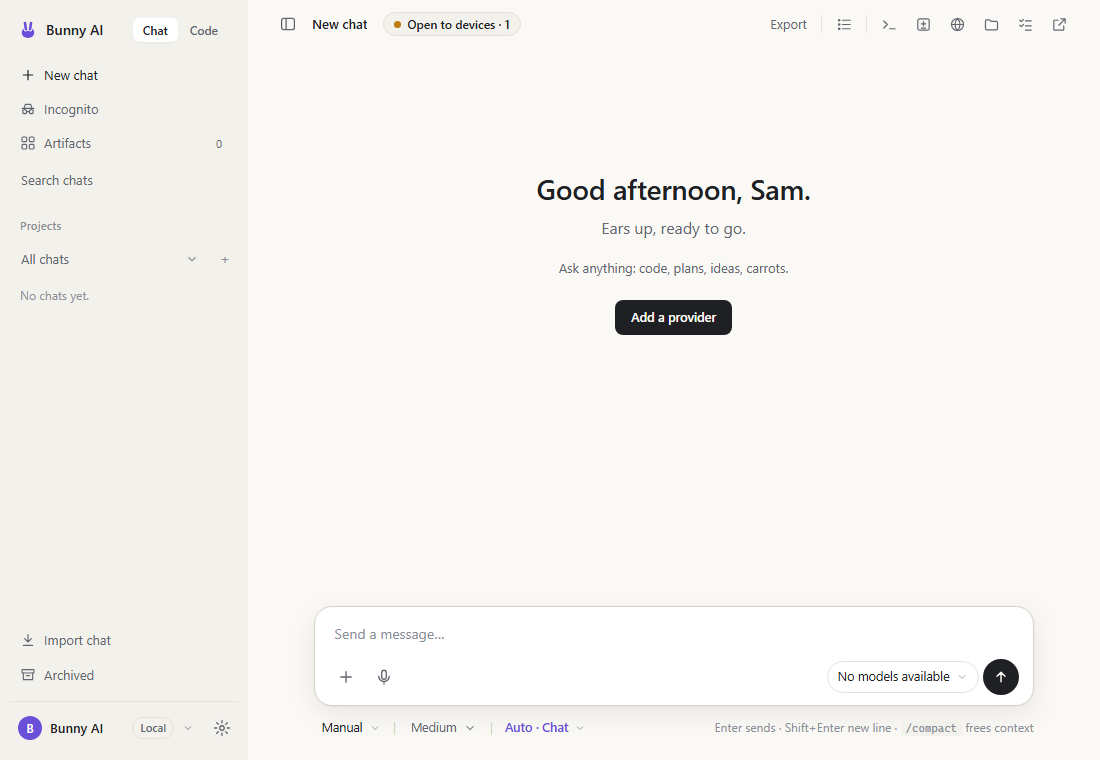 Bunny AI
Chat
Code
New chat
Incognito
Artifacts
0
Search chats
Projects
All chats
+
No chats yet.
Import chat
Archived
B
Bunny AI
Local
New chat
Open to devices · 1
Export
Good afternoon, Sam.
Ears up, ready to go.
Ask anything: code, plans, ideas, carrots.
Add a provider
Send a message...
No models available
Manual
Medium
Auto · Chat
Enter sends · Shift+Enter new line · /compact frees context